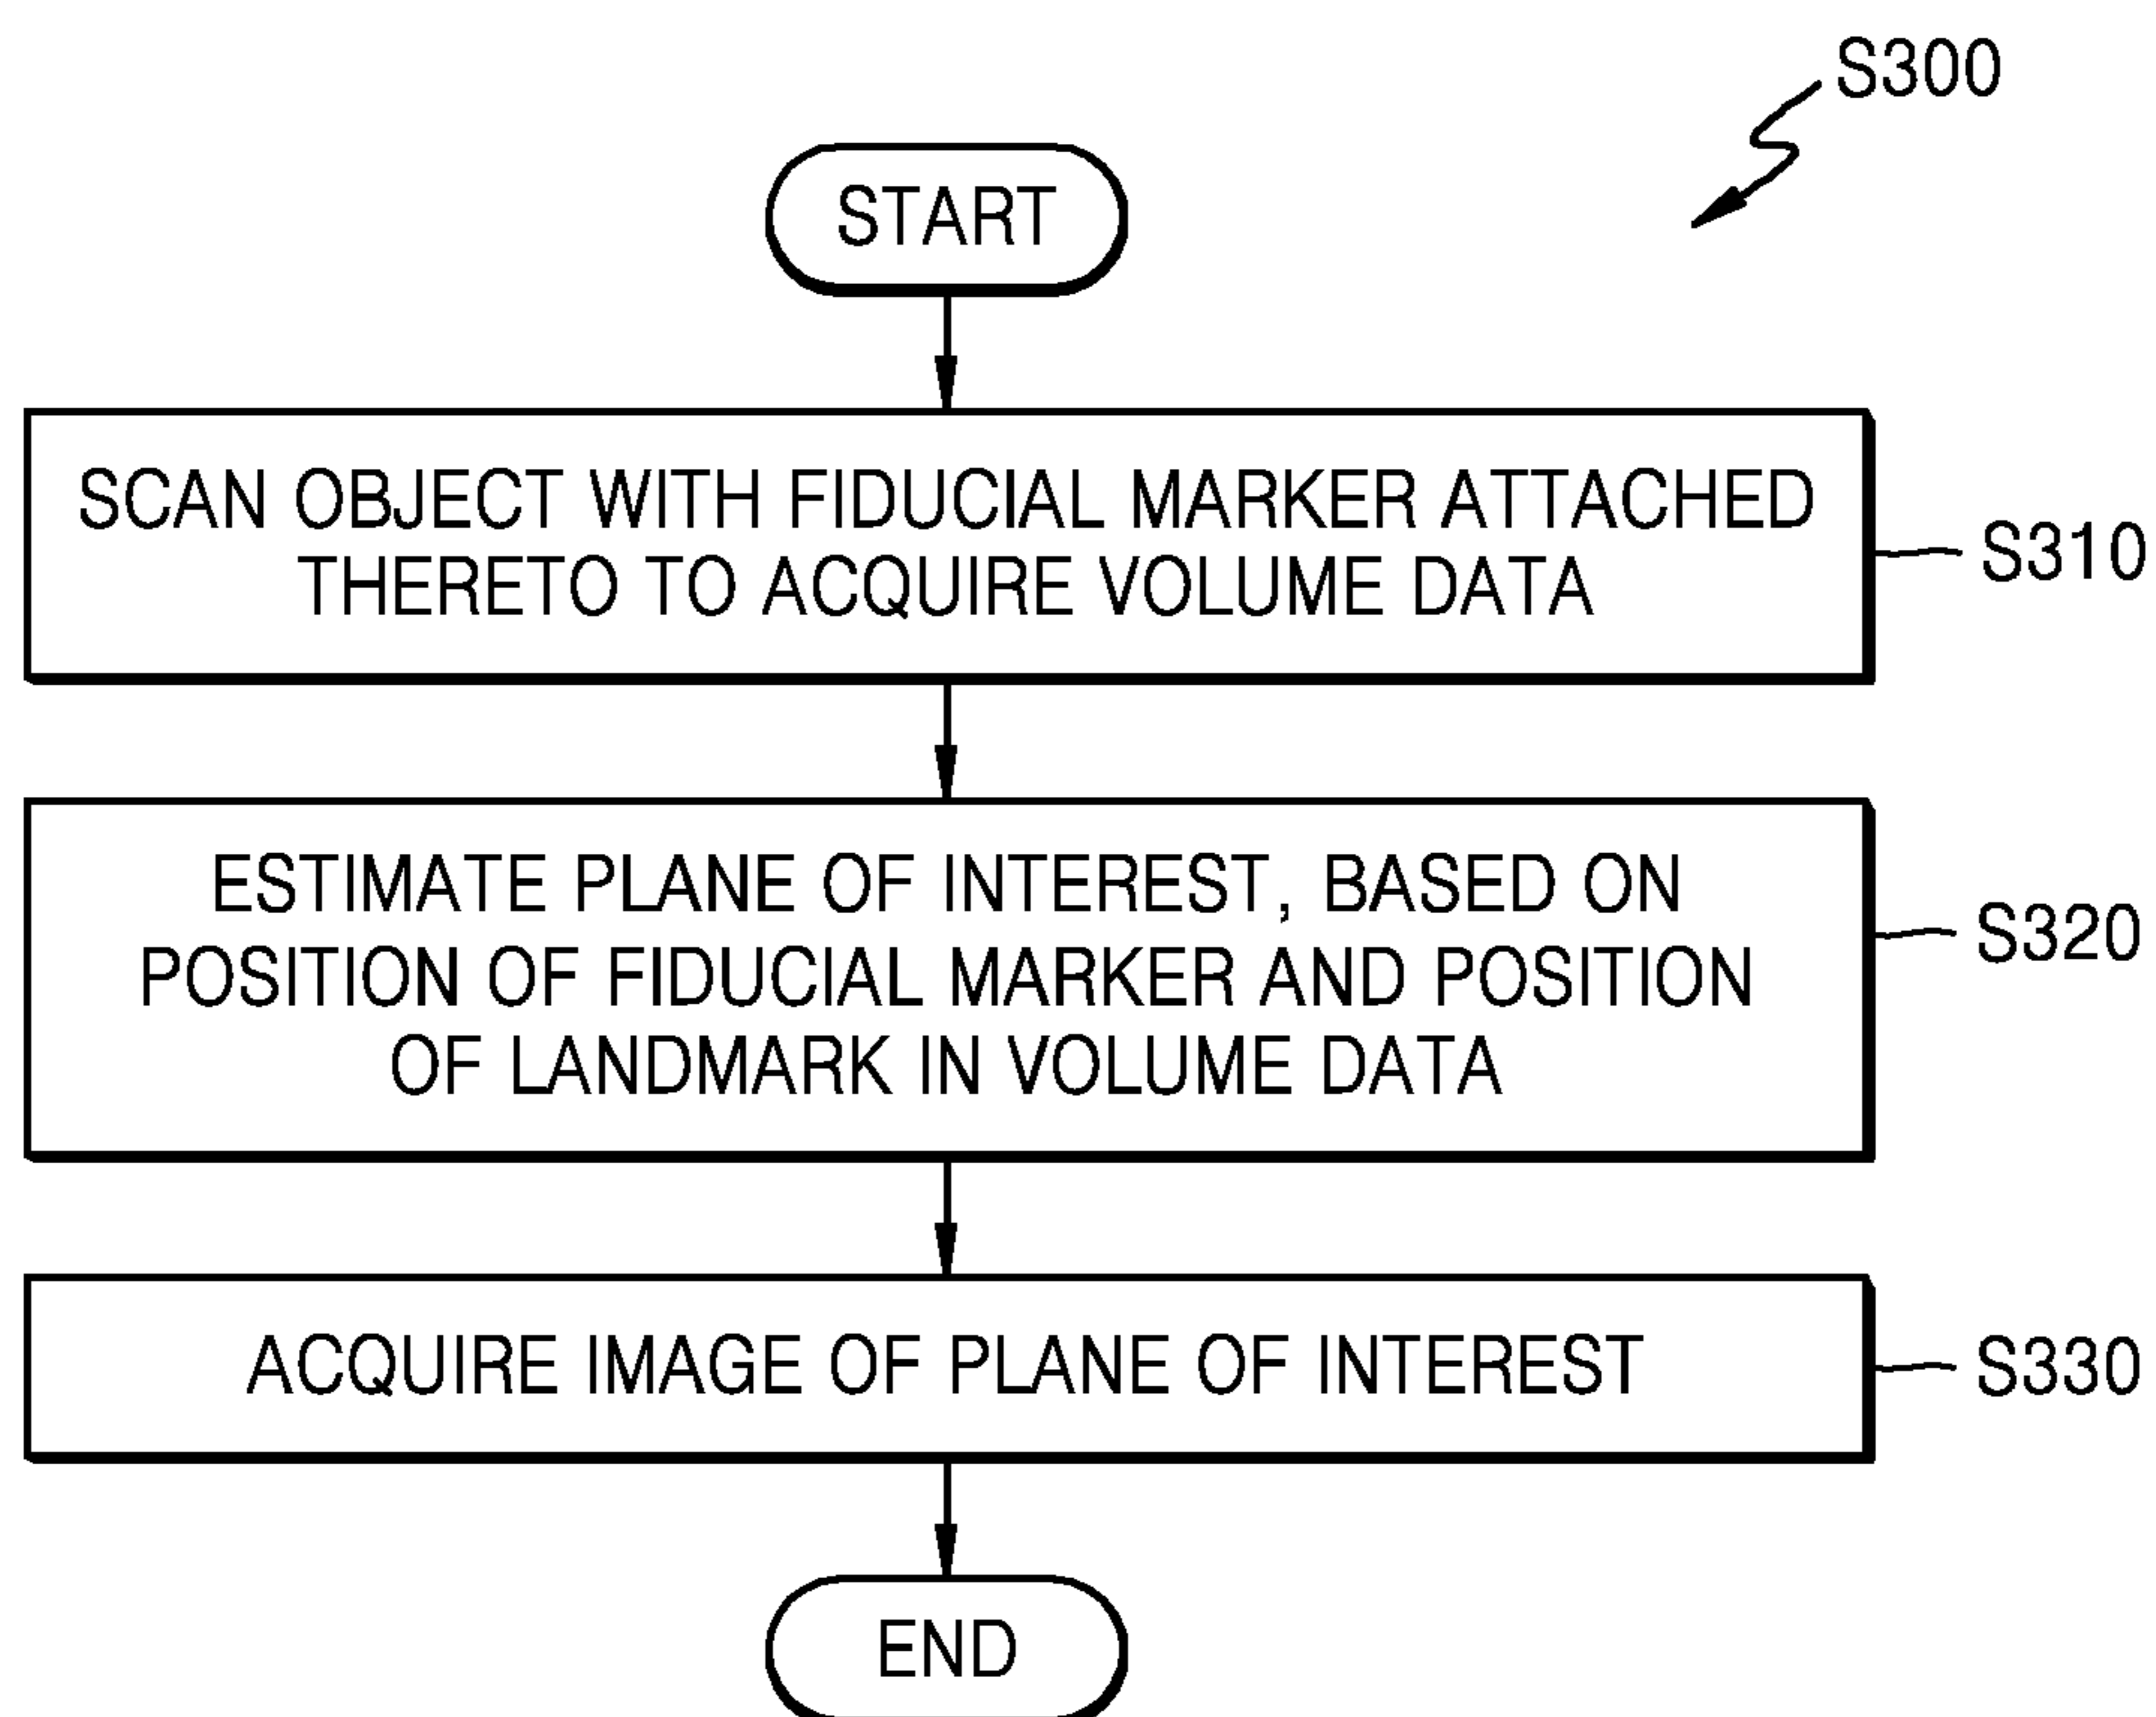 S300
START
SCAN OBJECT WITH FIDUCIAL MARKER ATTACHED
THERETO TO ACQUIRE VOLUME DATA
S310
ESTIMATE PLANE OF INTEREST, BASED ON
POSITION OF FIDUCIAL MARKER AND POSITION
OF LANDMARK IN VOLUME DATA
S320
ACQUIRE IMAGE OF PLANE OF INTEREST
S330
END